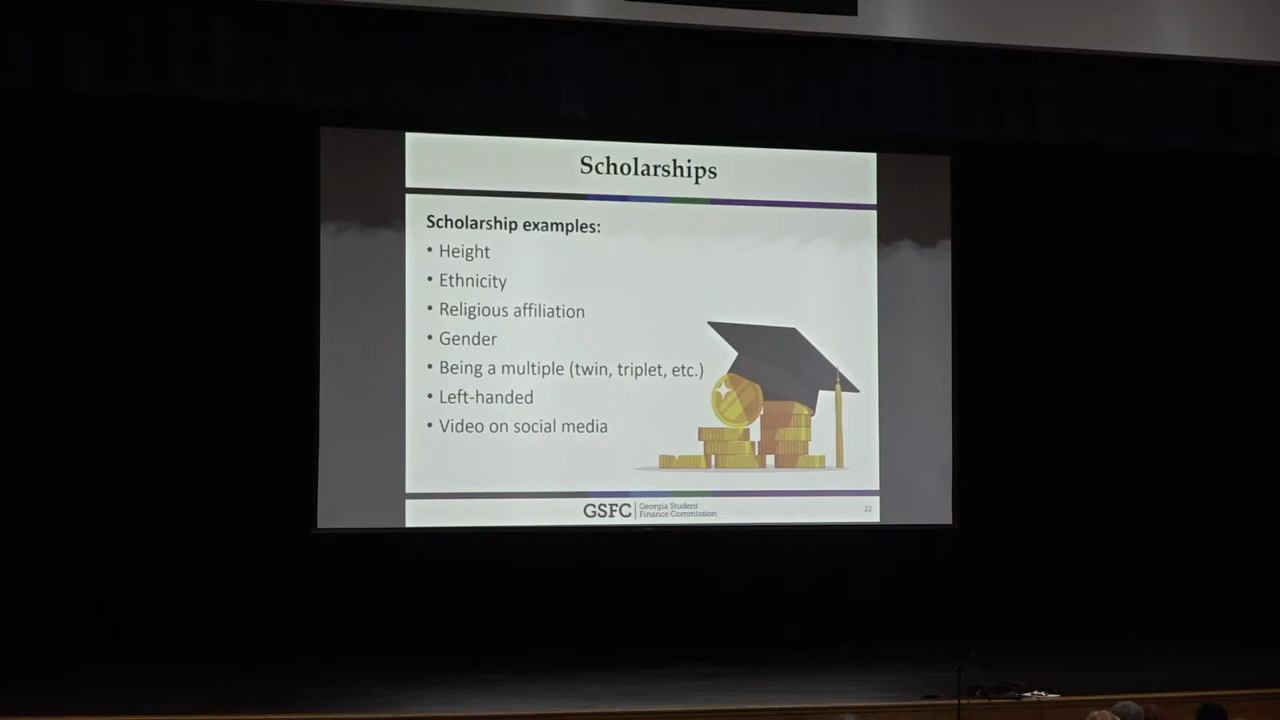 Scholarships
Scholarship examples:
• Height
• Ethnicity
• Religious affiliation
• Gender
• Being a multiple (twin, triplet, etc.)
• Left-handed
• Video on social media
GSFC
Georgia Student
Finance Commission
22